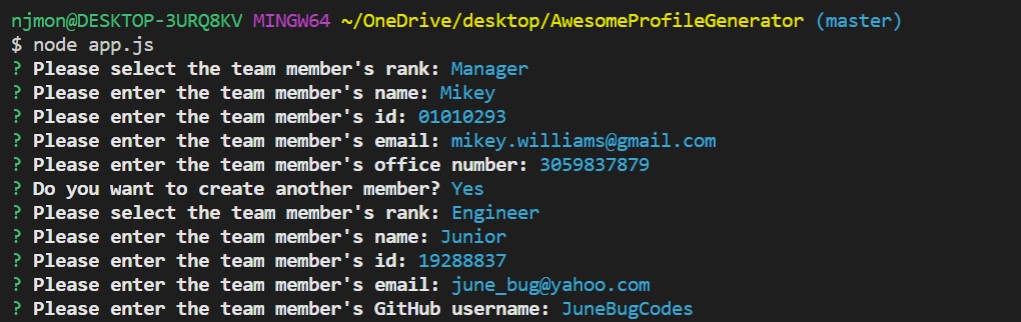 njmon@DESKTOP-3URQ8KV MINGW64 ~/OneDrive/desktop/AwesomeProfileGenerator (master)
$ node app.js
? Please select the team member's rank: Manager
? Please enter the team member's name: Mikey
? Please enter the team member's id: 01010293
? Please enter the team member's email: mikey.williams@gmail.com
? Please enter the team member's office number: 3059837879
? Do you want to create another member? Yes
? Please select the team member's rank: Engineer
? Please enter the team member's name: Junior
? Please enter the team member's id: 19288837
? Please enter the team member's email: june_bug@yahoo.com
? Please enter the team member's GitHub username: JuneBugCodes